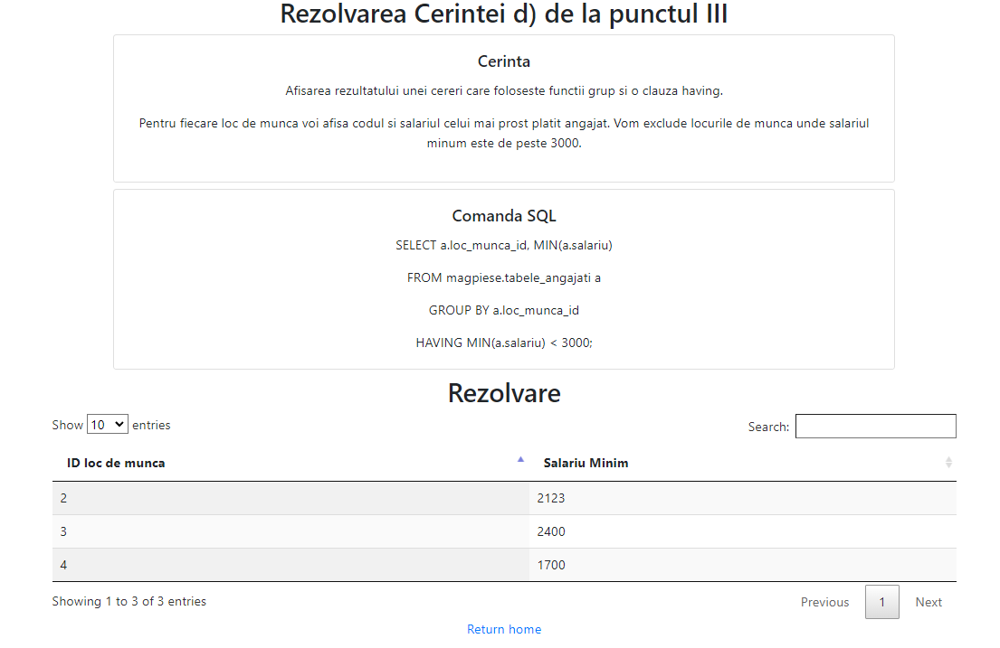 Rezolvarea Cerintei d) de la punctul III
Cerinta
Afisarea rezultatului unei cereri care foloseste functii grup si o clauza having.
Pentru fiecare loc de munca voi afisa codul si salariul celui mai prost platit angajat. Vom exclude locurile de munca unde salariul
minum este de peste 3000.
Comanda SQL
SELECT a.loc_munca_id, MIN(a.salariu)
FROM magpiese.tabele_angajati a
GROUP BY a.loc_munca_id
HAVING MIN(a.salariu) < 3000;
Rezolvare
Show 10 entries
Search:
ID loc de munca Salariu Minim
2 2123
3 2400
4 1700
Showing 1 to 3 of 3 entries
Previous 1 Next
Return home